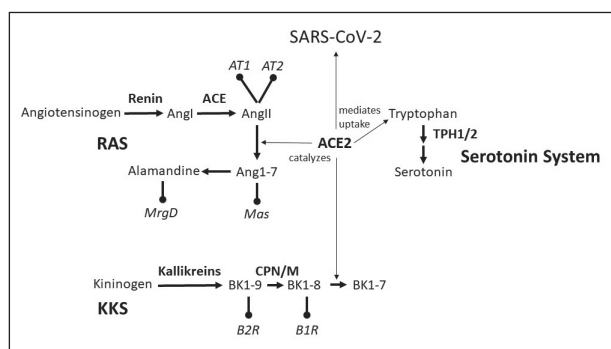 SARS-CoV-2
AT1 AT2
Renin ACE
Angiotensinogen AngI AngII
mediates
uptake
Tryptophan
TPH1/2
RAS
ACE2
catalyzes
Serotonin System
Alamandine Ang1-7
Serotonin
MrgD Mas
Kallikreins CPN/M
Kininogen BK1-9 BK1-8 BK1-7
KKS
B2R B1R